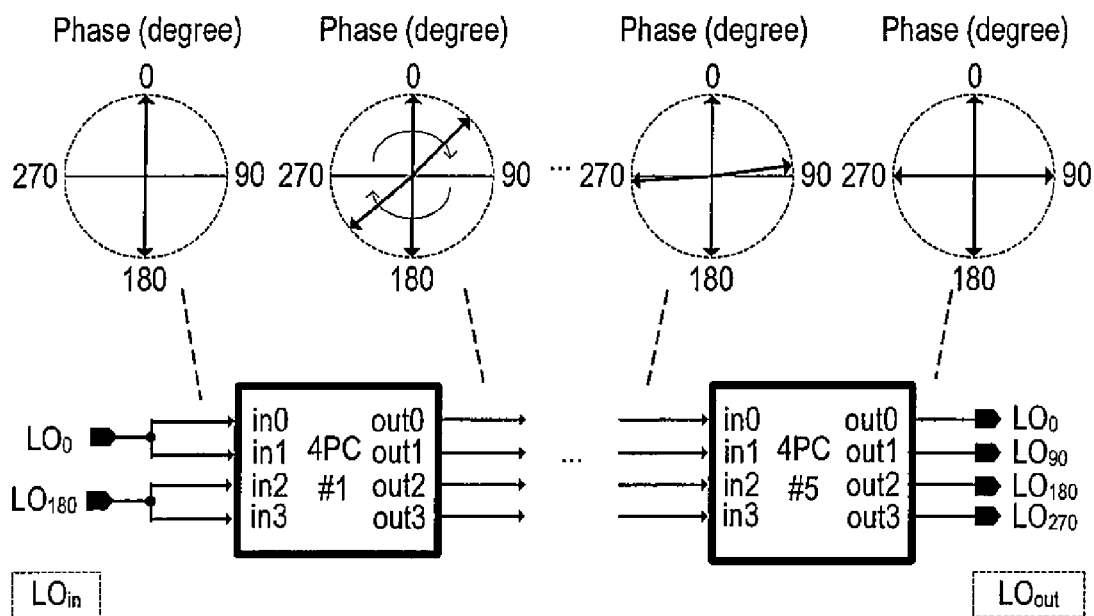 Phase (degree) Phase (degree) Phase (degree) Phase (degree)
0 0 0 0
270 90 270 90 ... 270 90 270 90
180 180 180 180
in0 out0 in0 out0 LO0
LO0 in1 4PC out1 ... in1 4PC out1 LO90
LO180 in2 #1 out2 in2 #5 out2 LO180
in3 out3 in3 out3 LO270
LOin LOout